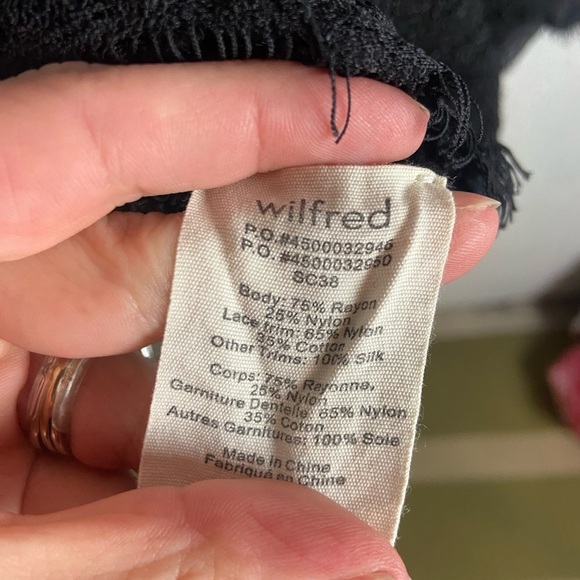 wilfred
P.O.#4500032946
P.O.#4500032950
SC38
Body: 75% Rayon
25% Nylon
Lace trim: 65% Nylon
35% Cotton
Other Trims: 100% Silk
Corps: 75% Rayonne,
25% Nylon
Garniture Dentelle: 65% Nylon
35% Coton
Autres Garnitures: 100% Soie
Made in China
Fabriqué en Chine